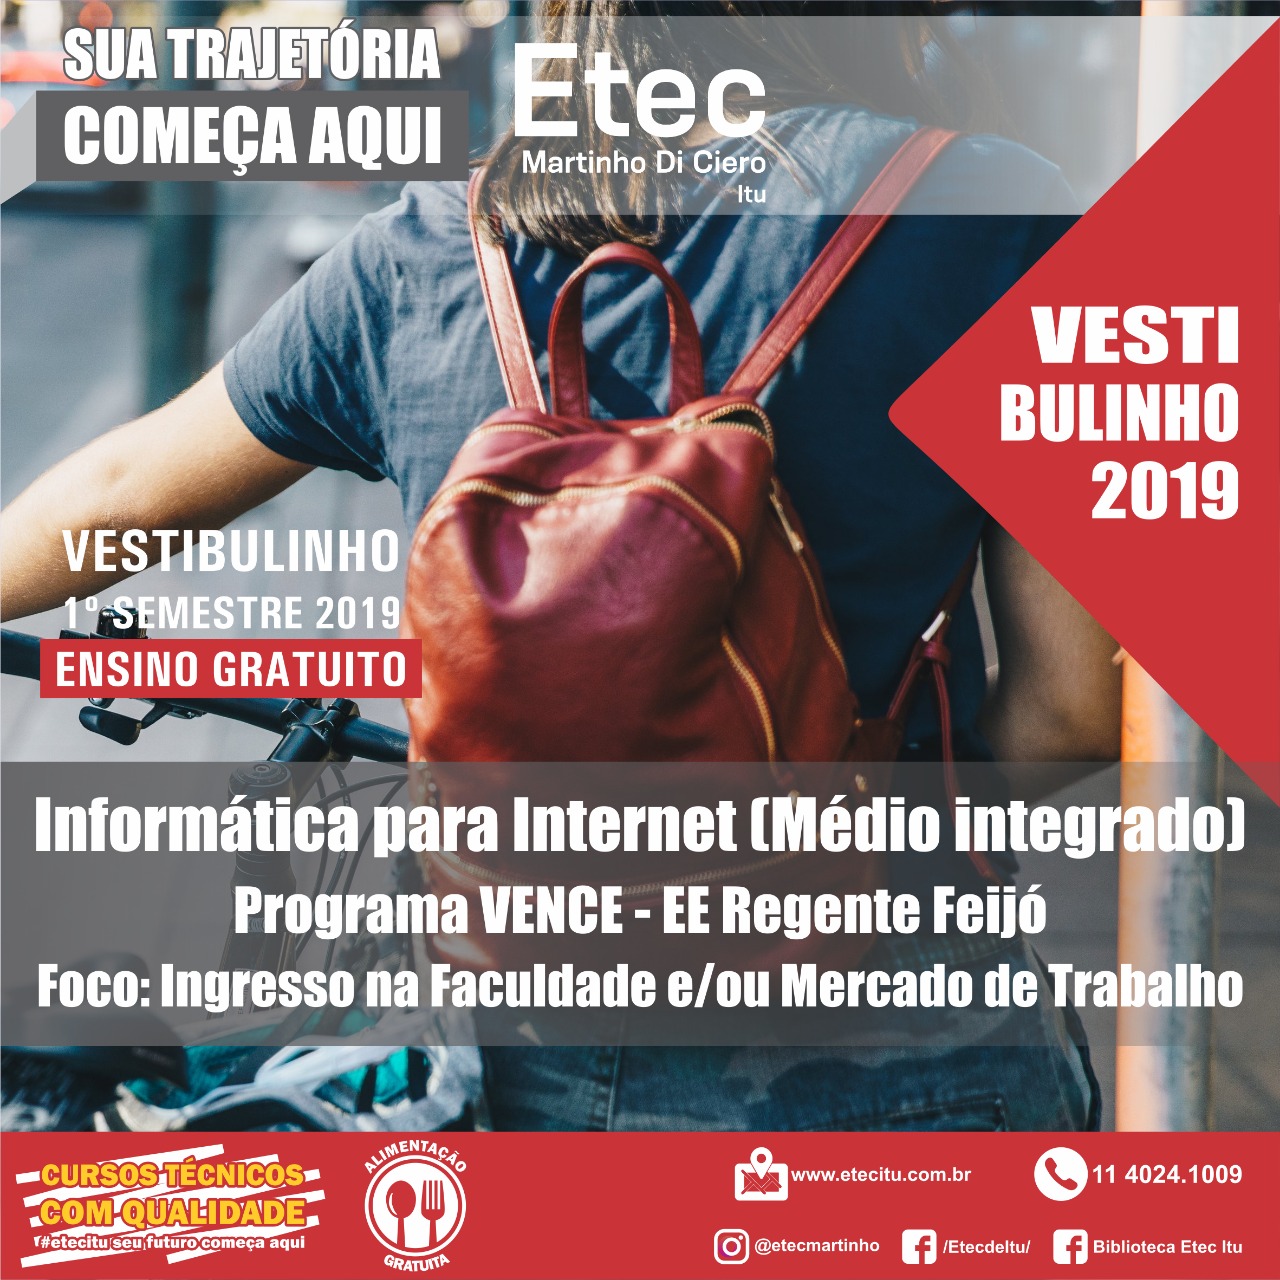 SUA TRAJETÓRIA
COMEÇA AQUI
Etec
Martinho Di Ciero
Itu
VESTI
BULINHO
2019
VESTIBULINHO
1º SEMESTRE 2019
ENSINO GRATUITO
Informática para Internet (Médio integrado)
Programa VENCE - EE Regente Feijó
Foco: Ingresso na Faculdade e/ou Mercado de Trabalho
CURSOS TÉCNICOS
COM QUALIDADE
#etecitu seu futuro começa aqui
ALIMENTAÇÃO
GRATUITA
www.etecitu.com.br
11 4024.1009
@etecmartinho
/EtecdeItu/
Biblioteca Etec Itu